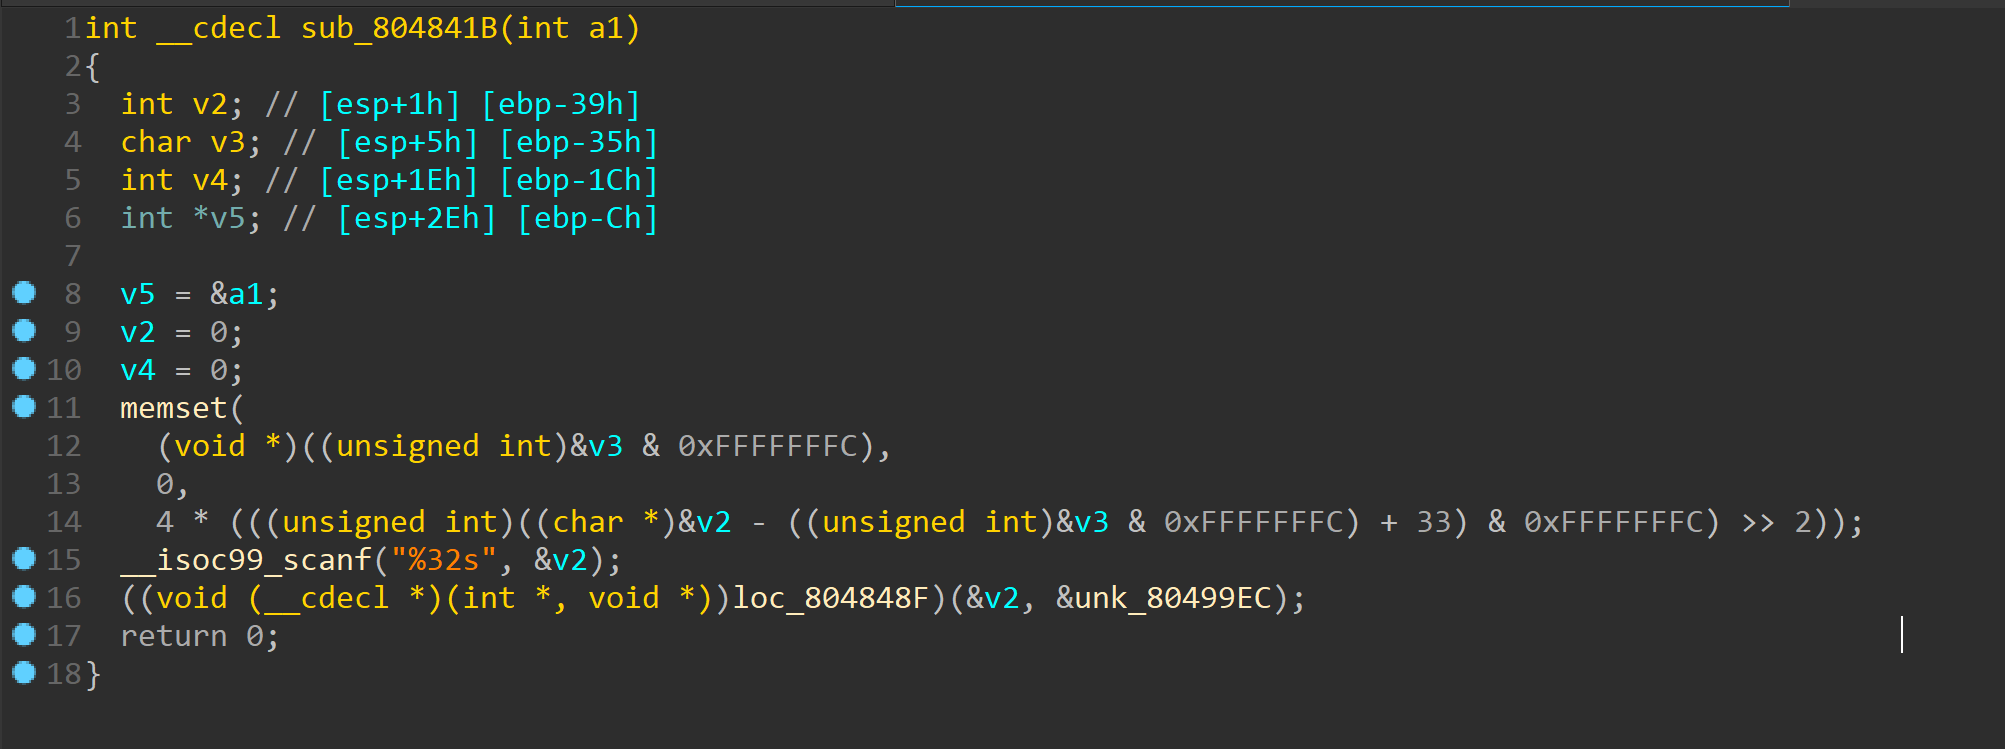 1 int __cdecl sub_804841B(int a1)
2 {
3   int v2; // [esp+1h] [ebp-39h]
4   char v3; // [esp+5h] [ebp-35h]
5   int v4; // [esp+1Eh] [ebp-1Ch]
6   int *v5; // [esp+2Eh] [ebp-Ch]
7
8   v5 = &a1;
9   v2 = 0;
10   v4 = 0;
11   memset(
12     (void *)((unsigned int)&v3 & 0xFFFFFFFC),
13     0,
14     4 * (((unsigned int)((char *)&v2 - ((unsigned int)&v3 & 0xFFFFFFFC) + 33) & 0xFFFFFFFC) >> 2));
15   __isoc99_scanf("%32s", &v2);
16   ((void (__cdecl *)(int *, void *))loc_804848F)(&v2, &unk_80499EC);
17   return 0;
18 }